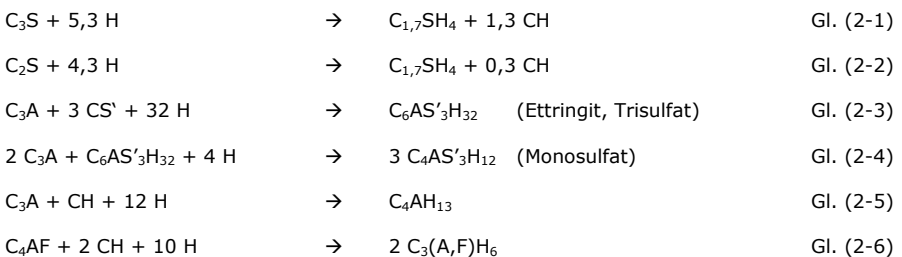 C₃S + 5,3 H → C₁,₇SH₄ + 1,3 CH Gl. (2-1)
C₂S + 4,3 H → C₁,₇SH₄ + 0,3 CH Gl. (2-2)
C₃A + 3 CS‘ + 32 H → C₆AS’₃H₃₂ (Ettringit, Trisulfat) Gl. (2-3)
2 C₃A + C₆AS’₃H₃₂ + 4 H → 3 C₄AS’₃H₁₂ (Monosulfat) Gl. (2-4)
C₃A + CH + 12 H → C₄AH₁₃ Gl. (2-5)
C₄AF + 2 CH + 10 H → 2 C₃(A,F)H₆ Gl. (2-6)